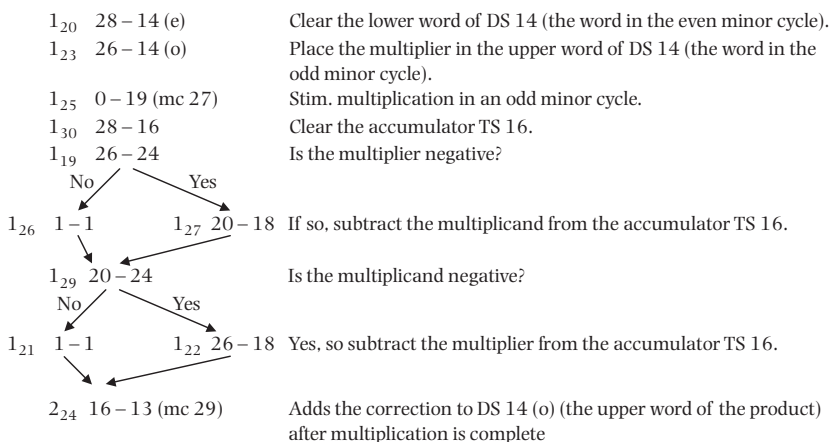 1₂₀ 28 – 14 (e) Clear the lower word of DS 14 (the word in the even minor cycle).
1₂₃ 26 – 14 (o) Place the multiplier in the upper word of DS 14 (the word in the
odd minor cycle).
1₂₅ 0 – 19 (mc 27) Stim. multiplication in an odd minor cycle.
1₃₀ 28 – 16 Clear the accumulator TS 16.
1₁₉ 26 – 24 Is the multiplier negative?
No Yes
1₂₆ 1 – 1 1₂₇ 20 – 18 If so, subtract the multiplicand from the accumulator TS 16.
1₂₉ 20 – 24 Is the multiplicand negative?
No Yes
1₂₁ 1 – 1 1₂₂ 26 – 18 Yes, so subtract the multiplier from the accumulator TS 16.
2₂₄ 16 – 13 (mc 29) Adds the correction to DS 14 (o) (the upper word of the product)
after multiplication is complete